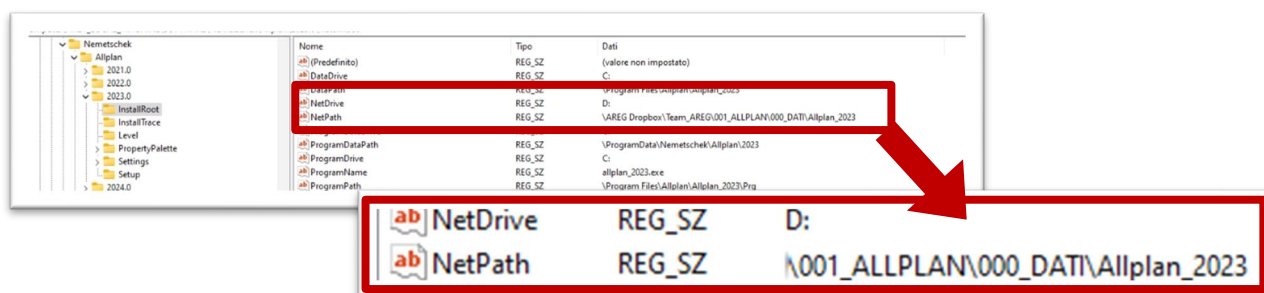 Nemetschek
Allplan
2021.0
2022.0
2023.0
InstallRoot
InstallTrace
Level
PropertyPalette
Settings
Setup
2024.0
Nome Tipo Dati
(Predefinito) REG_SZ (valore non impostato)
DataDrive REG_SZ C:
DataPath REG_SZ \Program Files\Allplan\Allplan_2023
NetDrive REG_SZ D:
NetPath REG_SZ \AREG Dropbox\Team_AREG\001_ALLPLAN\000_DATI\Allplan_2023
ProgramDataPath REG_SZ \ProgramData\Nemetschek\Allplan\2023
ProgramDrive REG_SZ C:
ProgramName REG_SZ allplan_2023.exe
ProgramPath REG_SZ \Program Files\Allplan\Allplan_2023\Prg
NetDrive REG_SZ D:
NetPath REG_SZ \001_ALLPLAN\000_DATI\Allplan_2023